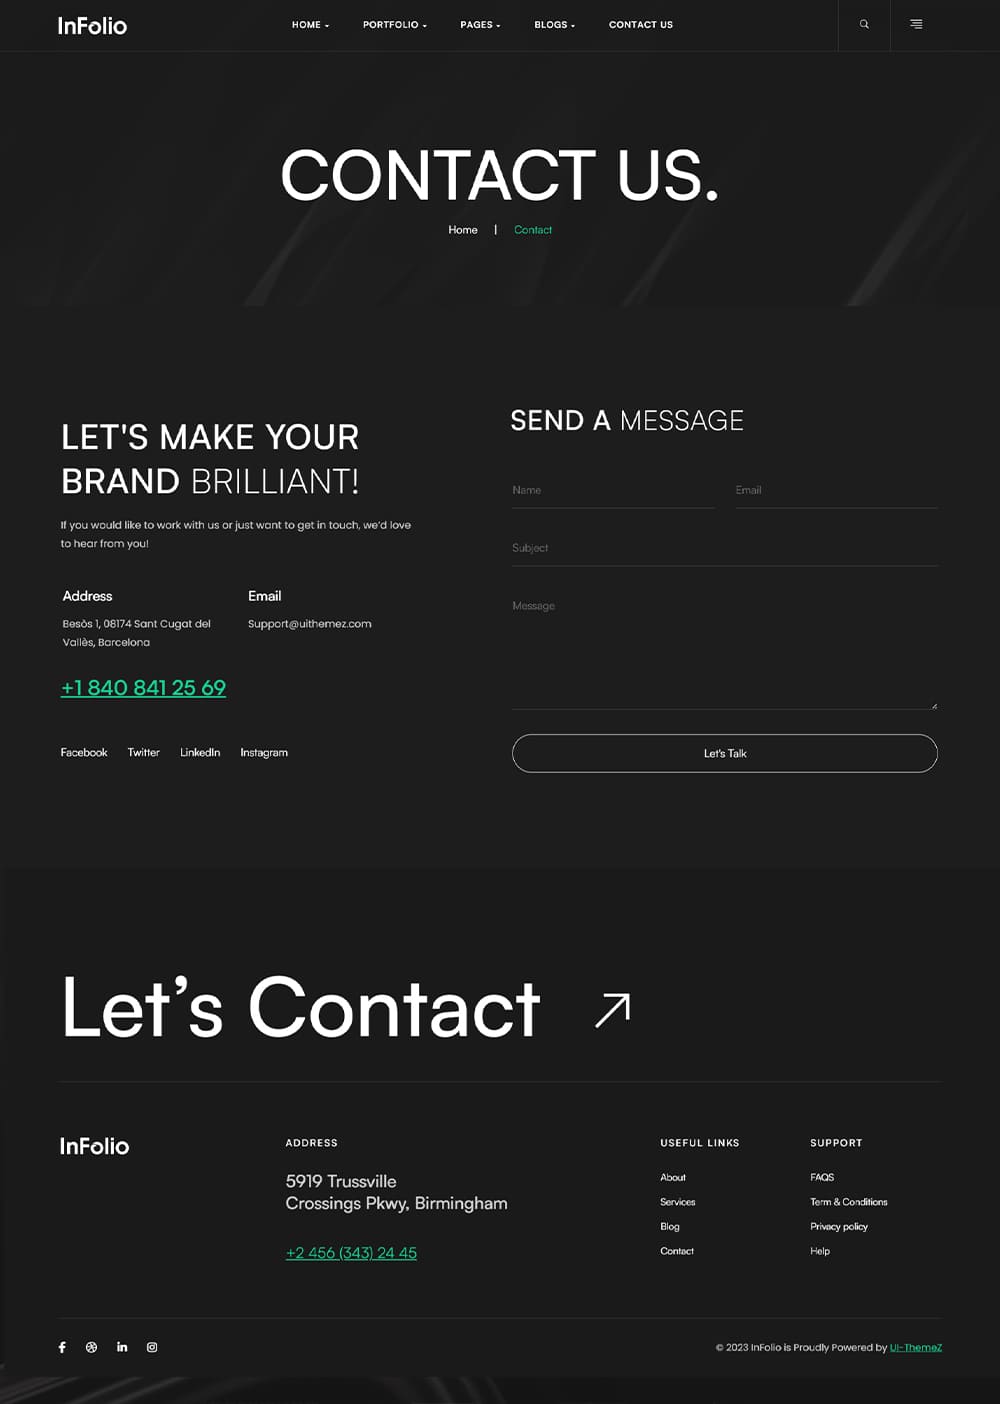 InFolio
HOME
PORTFOLIO
PAGES
BLOGS
CONTACT US
CONTACT US.
Home | Contact
LET'S MAKE YOUR
BRAND BRILLIANT!
If you would like to work with us or just want to get in touch, we'd love
to hear from you!
Address
Besòs 1, 08174 Sant Cugat del
Vallès, Barcelona
Email
Support@uithemez.com
+1 840 841 25 69
Facebook
Twitter
LinkedIn
Instagram
SEND A MESSAGE
Name
Email
Subject
Message
Let's Talk
Let’s Contact
InFolio
ADDRESS
5919 Trussville
Crossings Pkwy, Birmingham
+2 456 (343) 24 45
USEFUL LINKS
About
Services
Blog
Contact
SUPPORT
FAQS
Term & Conditions
Privacy policy
Help
© 2023 InFolio is Proudly Powered by UI-ThemeZ